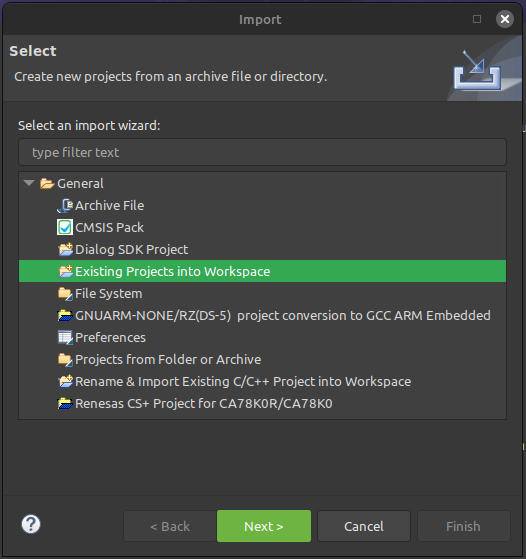 Import
Select
Create new projects from an archive file or directory.
Select an import wizard:
type filter text
General
Archive File
CMSIS Pack
Dialog SDK Project
Existing Projects into Workspace
File System
GNUARM-NONE/RZ(DS-5) project conversion to GCC ARM Embedded
Preferences
Projects from Folder or Archive
Rename & Import Existing C/C++ Project into Workspace
Renesas CS+ Project for CA78K0R/CA78K0
? < Back Next > Cancel Finish